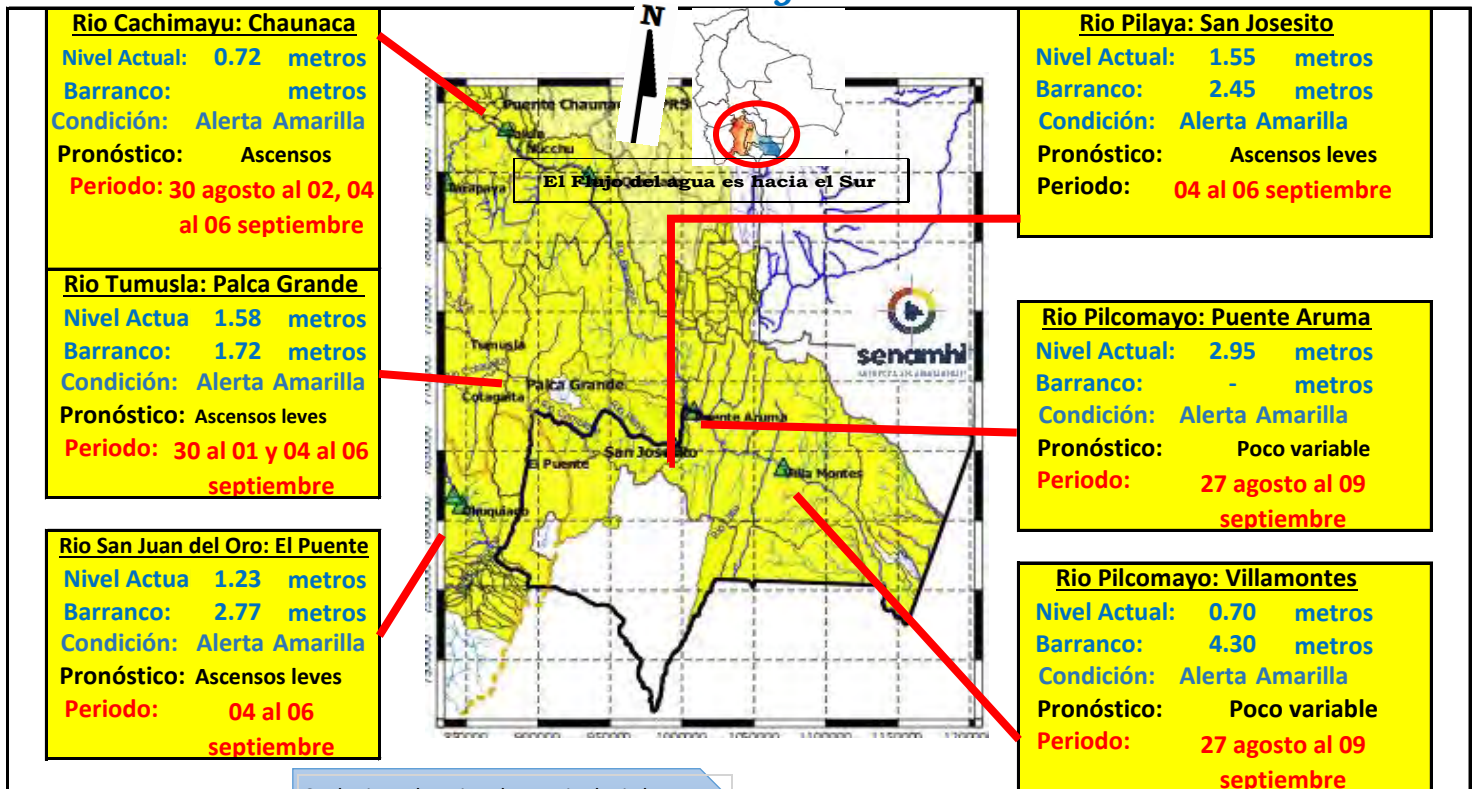 Rio Cachimayu: Chaunaca
Nivel Actual: 0.72 metros
Barranco: metros
Condición: Alerta Amarilla
Pronóstico: Ascensos
Periodo: 30 agosto al 02, 04
al 06 septiembre
Rio Tumusla: Palca Grande
Nivel Actua 1.58 metros
Barranco: 1.72 metros
Condición: Alerta Amarilla
Pronóstico: Ascensos leves
Periodo: 30 al 01 y 04 al 06
septiembre
Rio San Juan del Oro: El Puente
Nivel Actua 1.23 metros
Barranco: 2.77 metros
Condición: Alerta Amarilla
Pronóstico: Ascensos leves
Periodo: 04 al 06
septiembre
N
Puente
Nucchu
El Flujo del agua es hacia el Sur
Tarapaya
senamhi
Tumusla
Palca Grande
Cotagaita
Puente Aruma
San Josesito
El Puente
Villa Montes
Chuquiago
950000 1000000 1050000 1100000 1150000 1200000
Rio Pilaya: San Josesito
Nivel Actual: 1.55 metros
Barranco: 2.45 metros
Condición: Alerta Amarilla
Pronóstico: Ascensos leves
Periodo: 04 al 06 septiembre
Rio Pilcomayo: Puente Aruma
Nivel Actual: 2.95 metros
Barranco: - metros
Condición: Alerta Amarilla
Pronóstico: Poco variable
Periodo: 27 agosto al 09
septiembre
Rio Pilcomayo: Villamontes
Nivel Actual: 0.70 metros
Barranco: 4.30 metros
Condición: Alerta Amarilla
Pronóstico: Poco variable
Periodo: 27 agosto al 09
septiembre